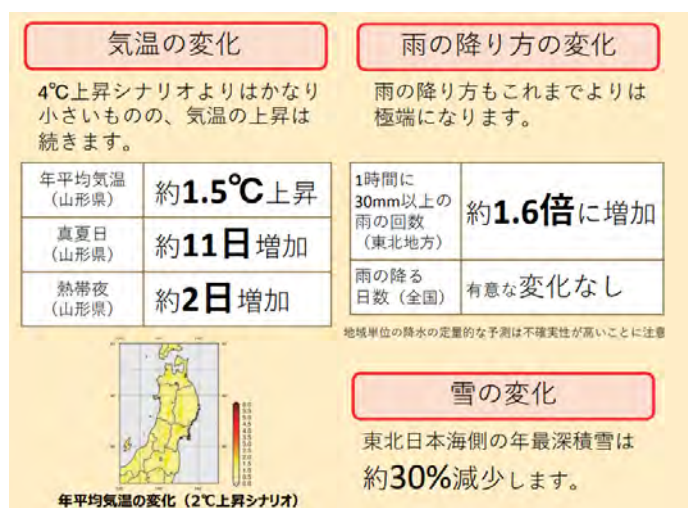 気温の変化
4℃上昇シナリオよりはかなり
小さいものの、気温の上昇は
続きます。
年平均気温
（山形県）
約1.5℃上昇
真夏日
（山形県）
約11日増加
熱帯夜
（山形県）
約2日増加
年平均気温の変化（2℃上昇シナリオ）
雨の降り方の変化
雨の降り方もこれまでよりは
極端になります。
1時間に
30mm以上の
雨の回数
（東北地方）
約1.6倍に増加
雨の降る
日数（全国）
有意な変化なし
地域単位の降水の定量的な予測は不確実性が高いことに注意
雪の変化
東北日本海側の年最深積雪は
約30%減少します。